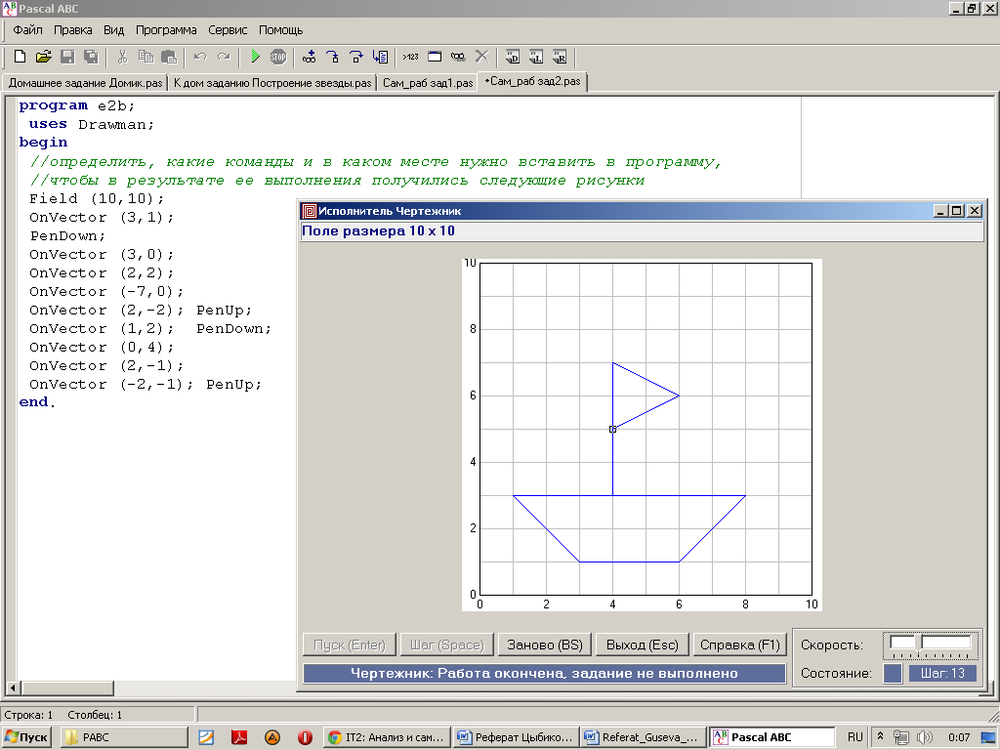 Pascal ABC
Файл Правка Вид Программа Сервис Помощь
Домашнее задание Домик.pas К дом заданию Построение звезды.pas Сам_раб зад1.pas •Сам_раб зад2.pas
program e2b;
uses Drawman;
begin
//определить, какие команды и в каком месте нужно вставить в программу,
//чтобы в результате ее выполнения получились следующие рисунки
Field (10,10);
OnVector (3,1);
PenDown;
OnVector (3,0);
OnVector (2,2);
OnVector (-7,0);
OnVector (2,-2); PenUp;
OnVector (1,2); PenDown;
OnVector (0,4);
OnVector (2,-1);
OnVector (-2,-1); PenUp;
end.
Исполнитель Чертежник
Поле размера 10 x 10
10
8
6
4
2
0
0 2 4 6 8 10
Пуск (Enter) Шаг (Space) Заново (BS) Выход (Esc) Справка (F1)
Скорость:
Чертежник: Работа окончена, задание не выполнено
Состояние: Шаг: 13
Строка: 1 Столбец: 1
Пуск PABC IT2: Анализ и сам... Реферат Цыбико... Referat_Guseva_... Pascal ABC RU 0:07